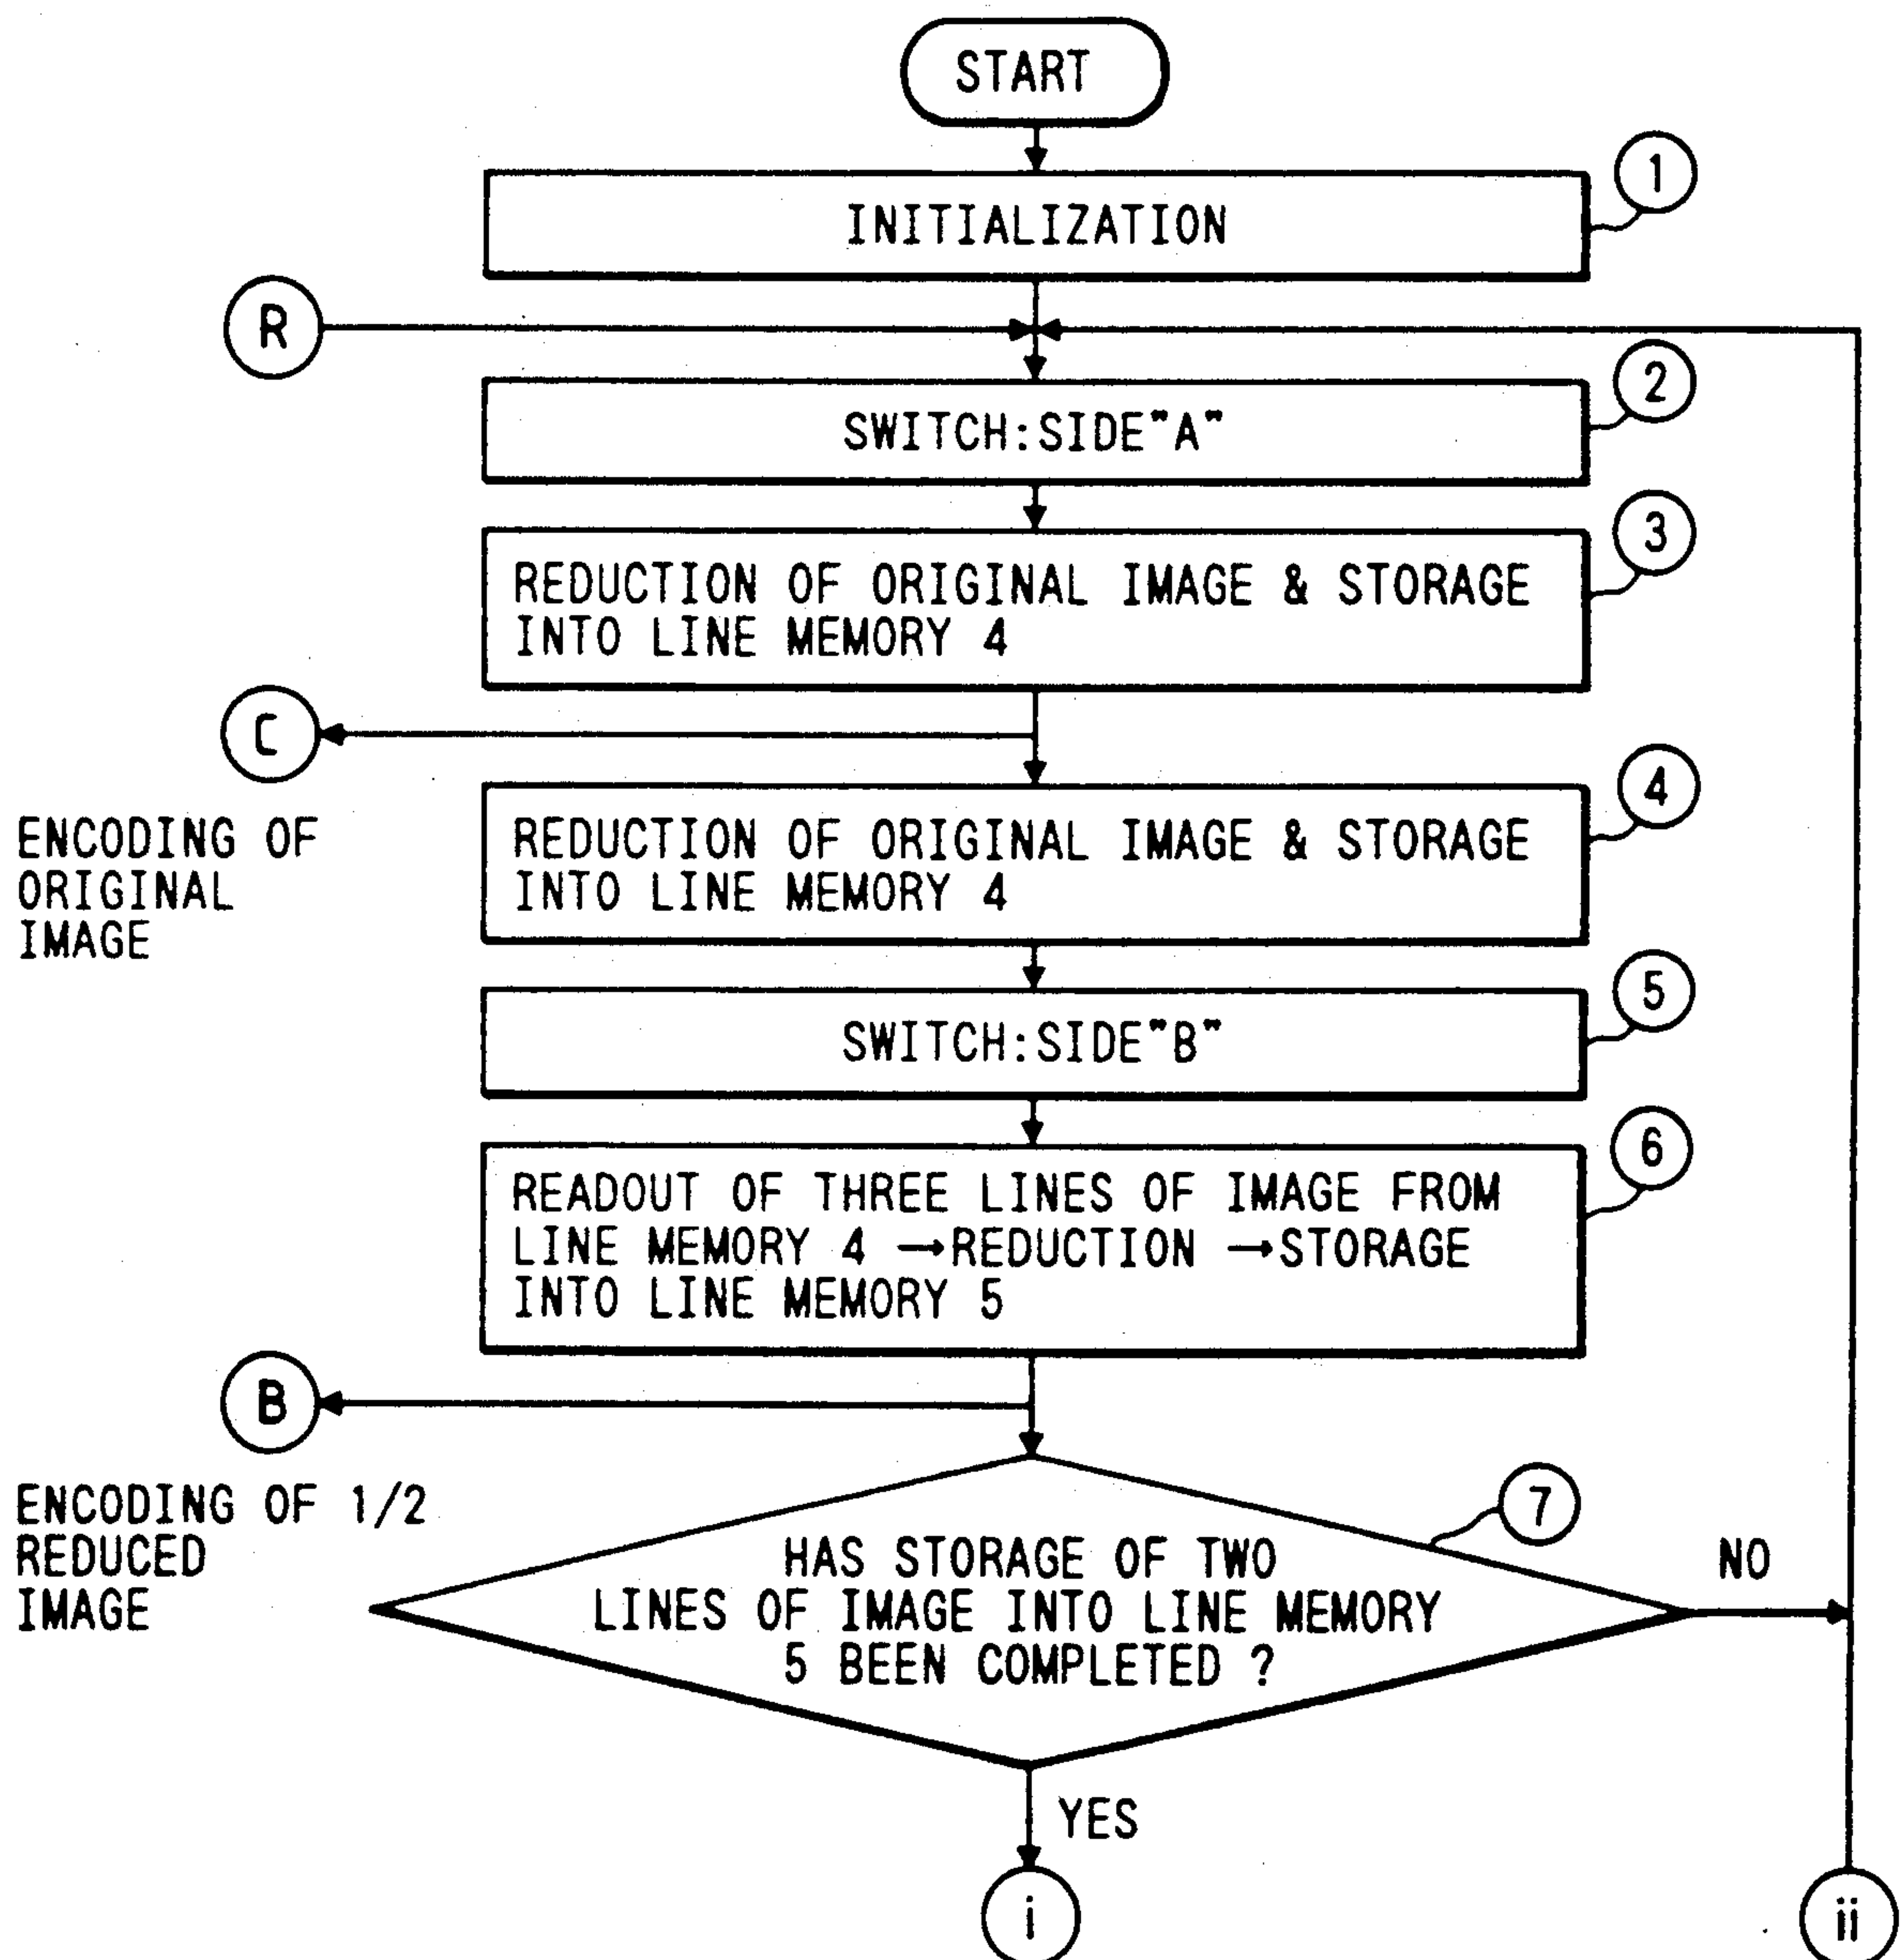 START
1
INITIALIZATION
R
2
SWITCH:SIDE"A"
3
REDUCTION OF ORIGINAL IMAGE & STORAGE
INTO LINE MEMORY 4
C
ENCODING OF
ORIGINAL
IMAGE
4
REDUCTION OF ORIGINAL IMAGE & STORAGE
INTO LINE MEMORY 4
5
SWITCH:SIDE"B"
6
READOUT OF THREE LINES OF IMAGE FROM
LINE MEMORY 4 →REDUCTION →STORAGE
INTO LINE MEMORY 5
B
ENCODING OF 1/2
REDUCED
IMAGE
7
HAS STORAGE OF TWO
LINES OF IMAGE INTO LINE MEMORY
5 BEEN COMPLETED ?
NO
YES
i
ii